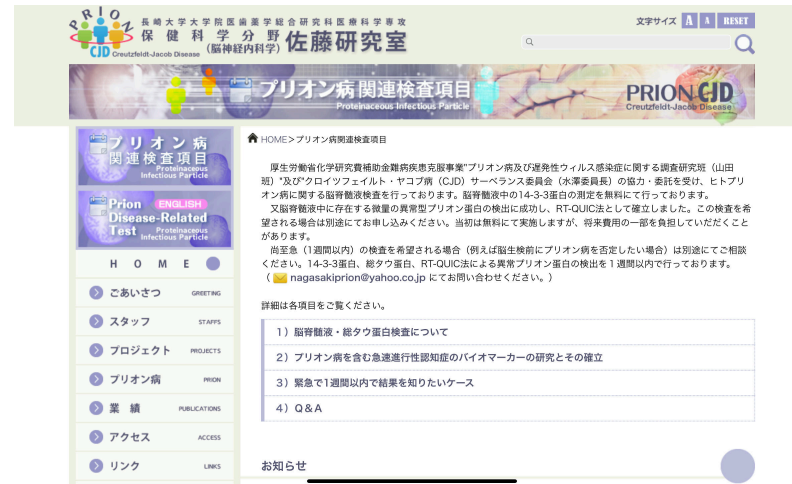 PRION
CJD
Creutzfeldt-Jacob Disease
長崎大学大学院医歯薬学総合研究科医療科学専攻
保健科学分野
(脳神経内科学)
佐藤研究室
文字サイズ A A RESET
プリオン病関連検査項目
Proteinaceous Infectious Particle
PRION CJD
Creutzfeldt-Jacob Disease
プリオン病
関連検査項目
Proteinaceous
Infectious Particle
Prion ENGLISH
Disease-Related
Test Proteinaceous
Infectious Particle
HOME
ごあいさつ GREETING
スタッフ STAFFS
プロジェクト PROJECTS
プリオン病 PRION
業 績 PUBLICATIONS
アクセス ACCESS
リンク LINKS
HOME>プリオン病関連検査項目
厚生労働省化学研究費補助金難病疾患克服事業"プリオン病及び遅発性ウィルス感染症に関する調査研究班(山田
班)"及び"クロイツフェイルト・ヤコブ病(CJD)サーベランス委員会(水澤委員長)の協力・委託を受け、ヒトプリ
オン病に関する脳脊髄液検査を行っております。脳脊髄液中の14-3-3蛋白の測定を無料にて行っております。
又脳脊髄液中に存在する微量の異常型プリオン蛋白の検出に成功し、RT-QUIC法として確立しました。この検査を希
望される場合は別途にてお申し込みください。当初は無料にて実施しますが、将来費用の一部を負担していだだくこと
があります。
尚至急(1週間以内)の検査を希望される場合(例えば脳生検前にプリオン病を否定したい場合)は別途にてご相談
ください。14-3-3蛋白、総タウ蛋白、RT-QUIC法による異常プリオン蛋白の検出を1週間以内で行っております。
( nagasakiprion@yahoo.co.jp にてお問い合わせください。)
詳細は各項目をご覧ください。
1)脳脊髄液・総タウ蛋白検査について
2)プリオン病を含む急速進行性認知症のバイオマーカーの研究とその確立
3)緊急で1週間以内で結果を知りたいケース
4)Q&A
お知らせ